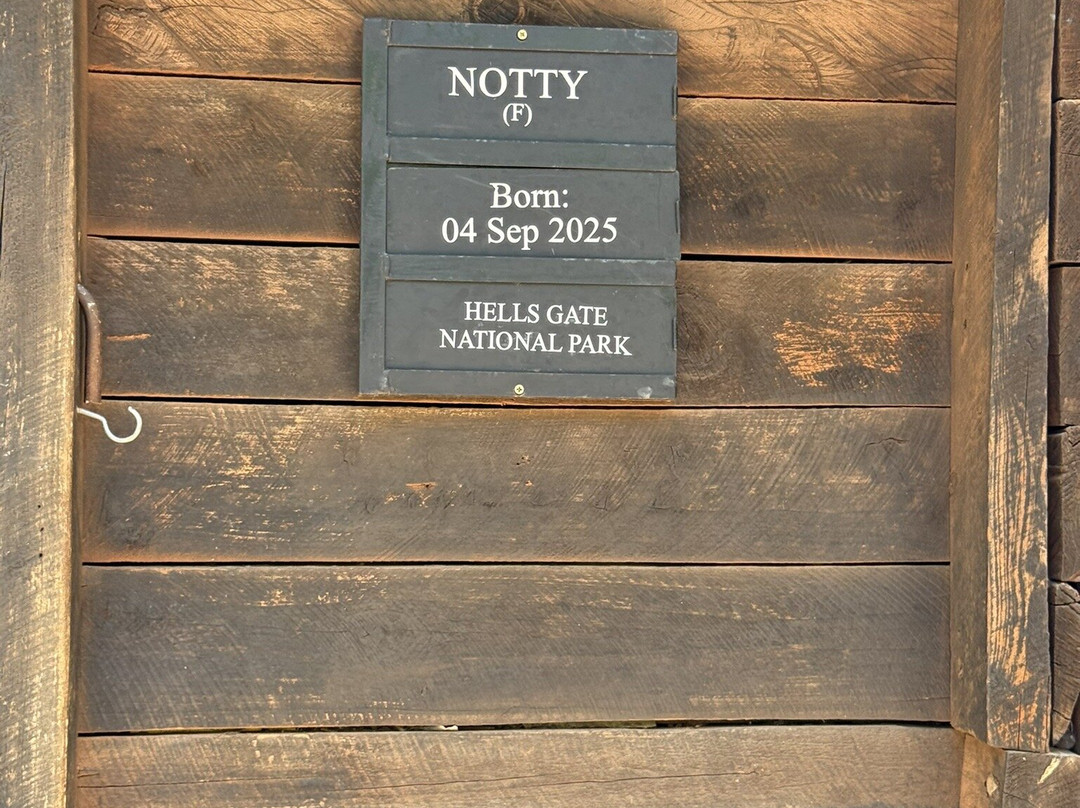 NOTTY
(F)
Born:
04 Sep 2025
HELLS GATE
NATIONAL PARK